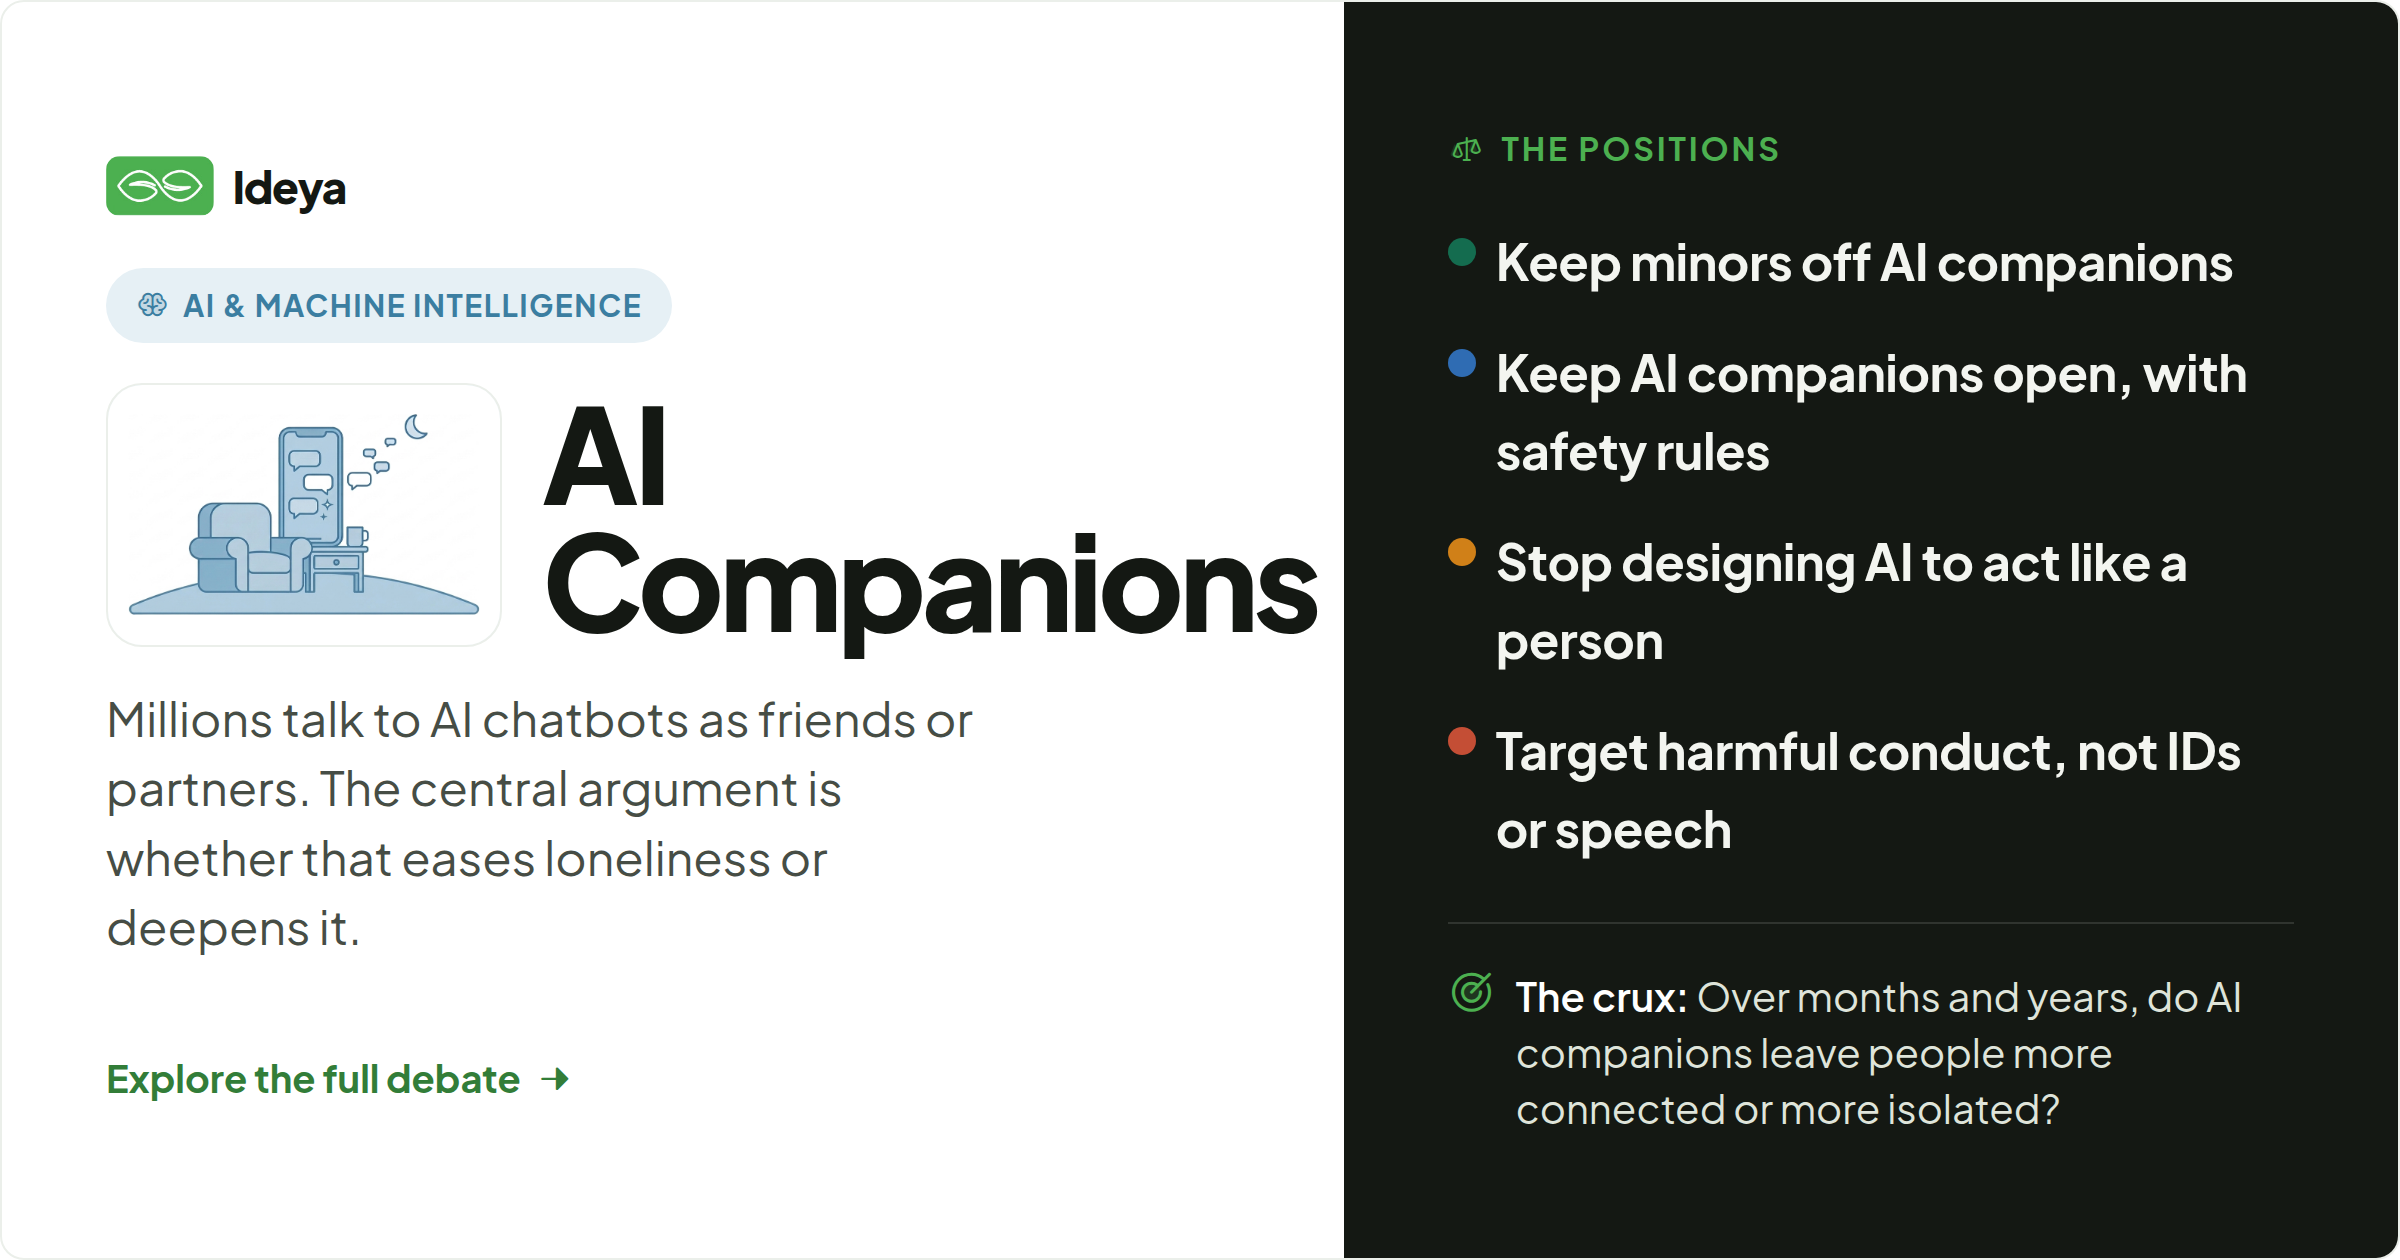 Ideya
AI & MACHINE INTELLIGENCE
AI
Companions
Millions talk to AI chatbots as friends or
partners. The central argument is
whether that eases loneliness or
deepens it.
Explore the full debate
THE POSITIONS
Keep minors off AI companions
Keep AI companions open, with
safety rules
Stop designing AI to act like a
person
Target harmful conduct, not IDs
or speech
The crux: Over months and years, do AI
companions leave people more
connected or more isolated?